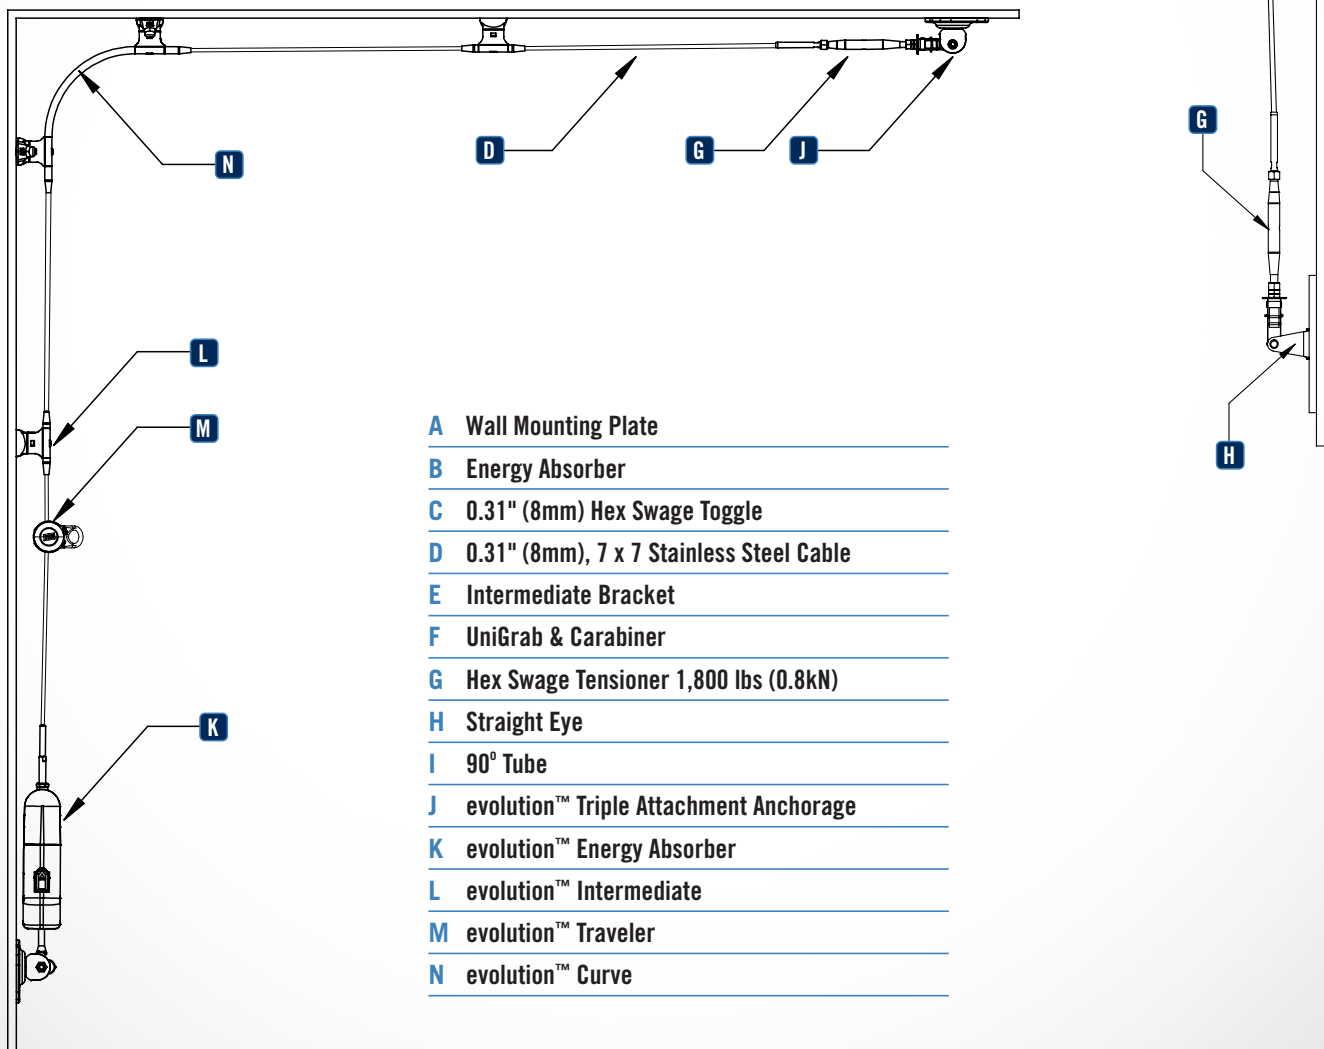 N
D
G
J
G
L
M
H
K
A Wall Mounting Plate
B Energy Absorber
C 0.31" (8mm) Hex Swage Toggle
D 0.31" (8mm), 7 x 7 Stainless Steel Cable
E Intermediate Bracket
F UniGrab & Carabiner
G Hex Swage Tensioner 1,800 lbs (0.8kN)
H Straight Eye
I 90⁰ Tube
J evolution™ Triple Attachment Anchorage
K evolution™ Energy Absorber
L evolution™ Intermediate
M evolution™ Traveler
N evolution™ Curve